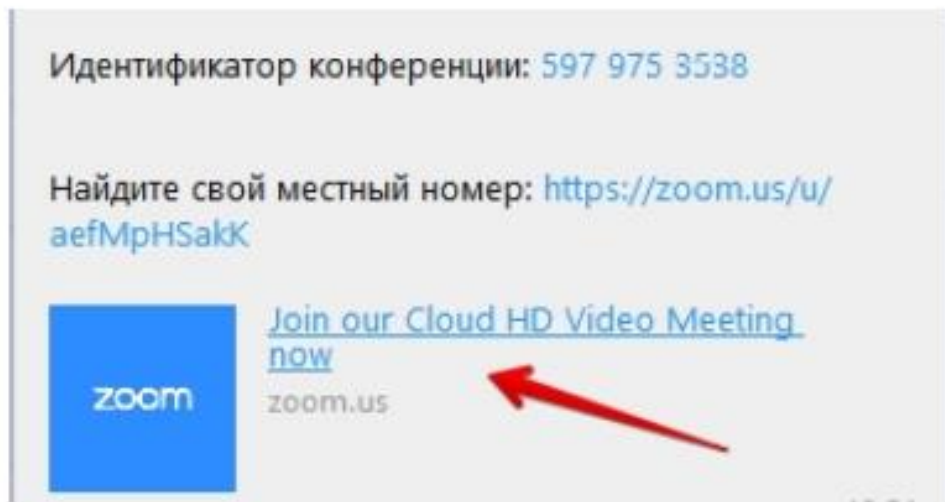 Идентификатор конференции: 597 975 3538
Найдите свой местный номер: https://zoom.us/u/
aefMpHSakK
Join our Cloud HD Video Meeting
now
zoom
zoom.us